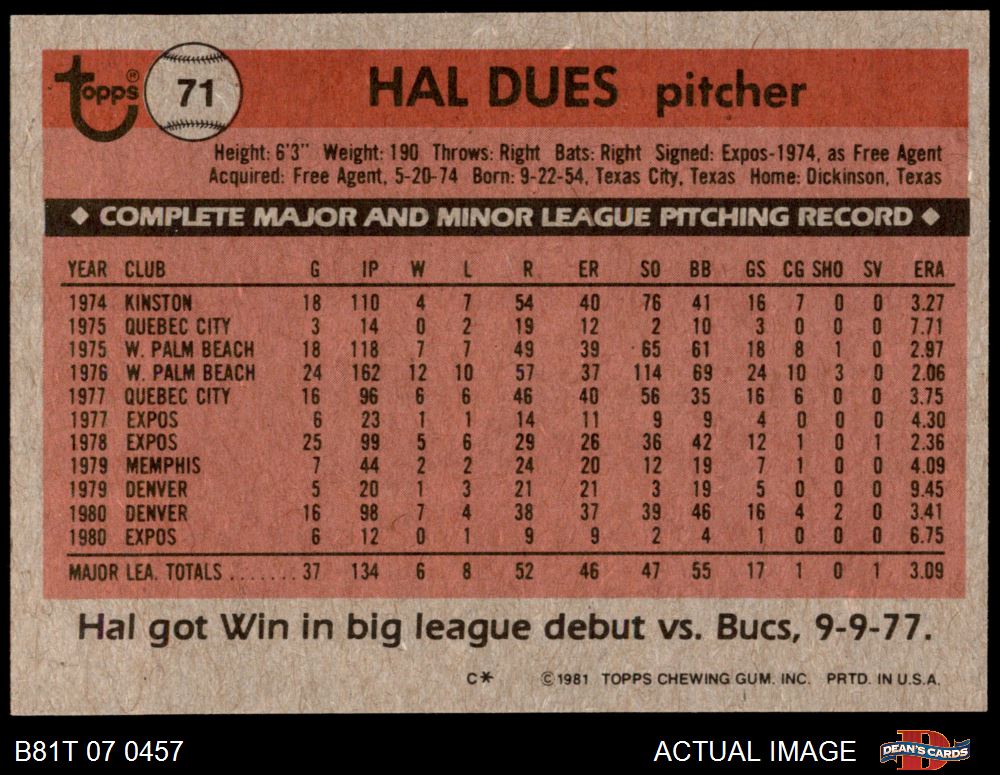 topps® 71 HAL DUES pitcher
Height: 6'3" Weight: 190 Throws: Right Bats: Right Signed: Expos-1974, as Free Agent
Acquired: Free Agent, 5-20-74 Born: 9-22-54, Texas City, Texas Home: Dickinson, Texas
◆ COMPLETE MAJOR AND MINOR LEAGUE PITCHING RECORD ◆
YEAR CLUB G IP W L R ER SO BB GS CG SHO SV ERA
1974 KINSTON 18 110 4 7 54 40 76 41 16 7 0 0 3.27
1975 QUEBEC CITY 3 14 0 2 19 12 2 10 3 0 0 0 7.71
1975 W. PALM BEACH 18 118 7 7 49 39 65 61 18 8 1 0 2.97
1976 W. PALM BEACH 24 162 12 10 57 37 114 69 24 10 3 0 2.06
1977 QUEBEC CITY 16 96 6 6 46 40 56 35 16 6 0 0 3.75
1977 EXPOS 6 23 1 1 14 11 9 9 4 0 0 0 4.30
1978 EXPOS 25 99 5 6 29 26 36 42 12 1 0 1 2.36
1979 MEMPHIS 7 44 2 2 24 20 12 19 7 1 0 0 4.09
1979 DENVER 5 20 1 3 21 21 3 19 5 0 0 0 9.45
1980 DENVER 16 98 7 4 38 37 39 46 16 4 2 0 3.41
1980 EXPOS 6 12 0 1 9 9 2 4 1 0 0 0 6.75
MAJOR LEA. TOTALS ....... 37 134 6 8 52 46 47 55 17 1 0 1 3.09
Hal got Win in big league debut vs. Bucs, 9-9-77.
C* ©1981 TOPPS CHEWING GUM. INC. PRTD. IN U.S.A.
B81T 07 0457 ACTUAL IMAGE DEAN'S CARDS